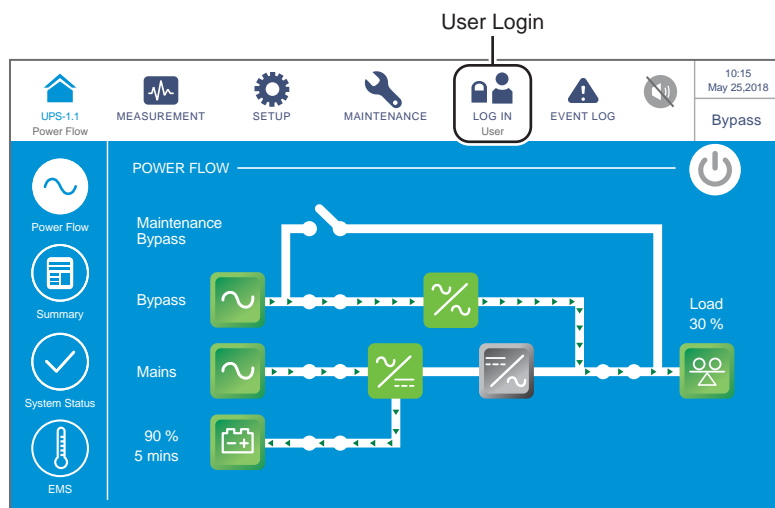 User Login
UPS-1.1
Power Flow
MEASUREMENT
SETUP
MAINTENANCE
LOG IN
User
EVENT LOG
10:15
May 25,2018
Bypass
POWER FLOW
Power Flow
Summary
System Status
EMS
Maintenance
Bypass
Bypass
Load
30 %
Mains
90 %
5 mins